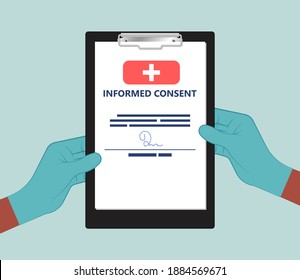 INFORMED CONSENT
shutterstock.com · 1884569671